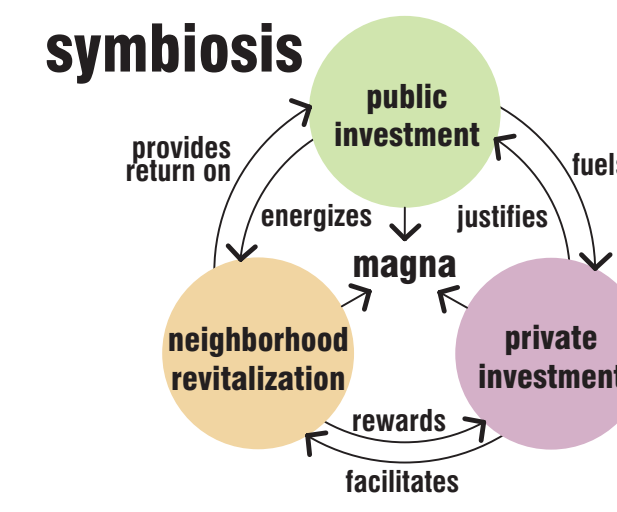 symbiosis
public
investment
provides
return on
fuels
energizes
justifies
magna
neighborhood
revitalization
private
investment
rewards
facilitates